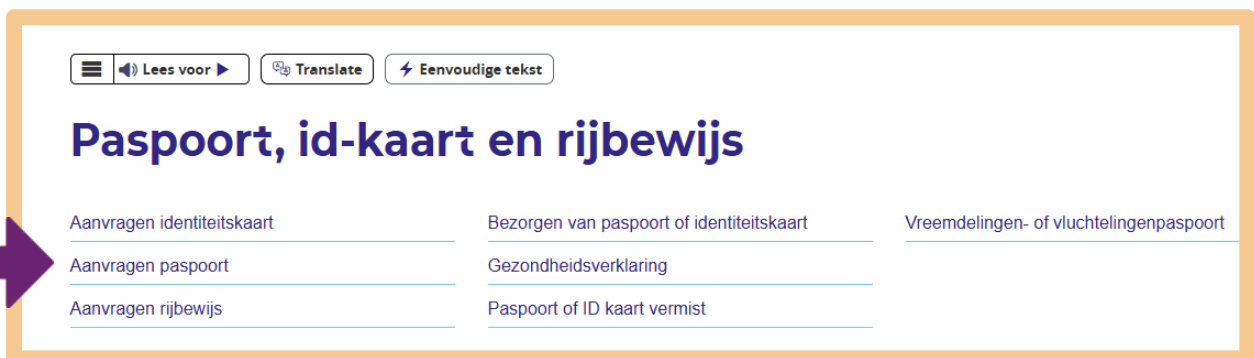 Lees voor
Translate
Eenvoudige tekst
Paspoort, id-kaart en rijbewijs
Aanvragen identiteitskaart
Aanvragen paspoort
Aanvragen rijbewijs
Bezorgen van paspoort of identiteitskaart
Gezondheidsverklaring
Paspoort of ID kaart vermist
Vreemdelingen- of vluchtelingenpaspoort